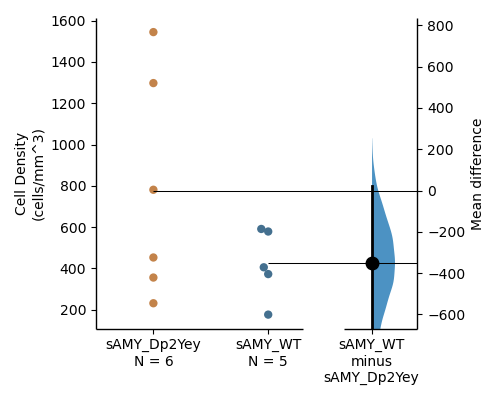 1600
1400
1200
1000
800
600
400
200
Cell Density
(cells/mm^3)
800
600
400
200
0
−200
−400
−600
Mean difference
sAMY_Dp2Yey
N = 6
sAMY_WT
N = 5
sAMY_WT
minus
sAMY_Dp2Yey